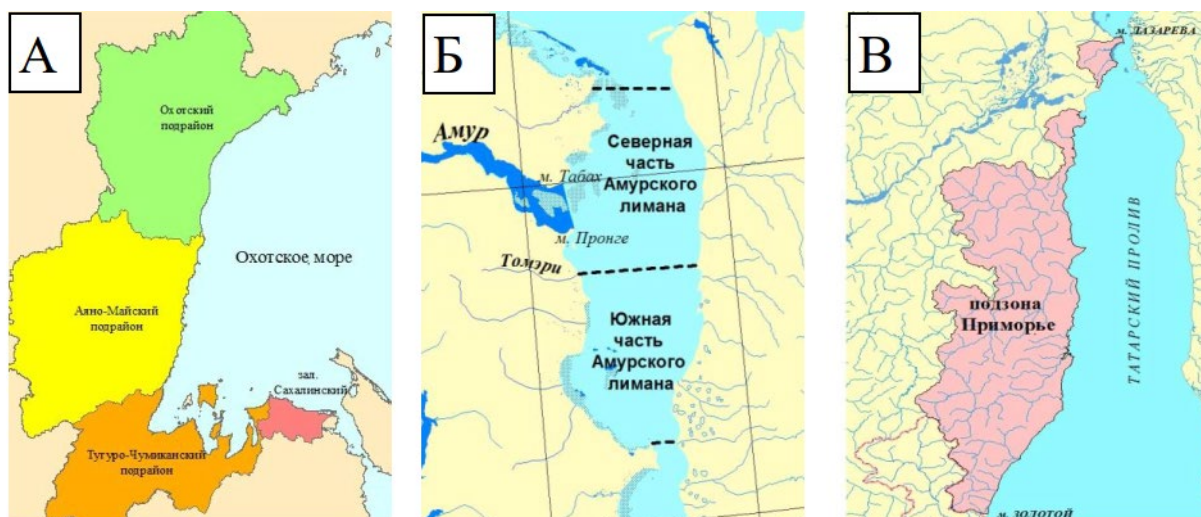 А
Охотский
подрайон
Охотское море
Аяно-Майский
подрайон
зал.
Сахалинский
Тугуро-Чумиканский
подрайон
Б
Амур
м. Табах
м. Пронге
Томэри
Северная
часть
Амурского
лимана
Южная
часть
Амурского
лимана
В
м. ЛАЗАРЕВА
подзона
Приморье
ТАТАРСКИЙ ПРОЛИВ
м. ЗОЛОТОЙ